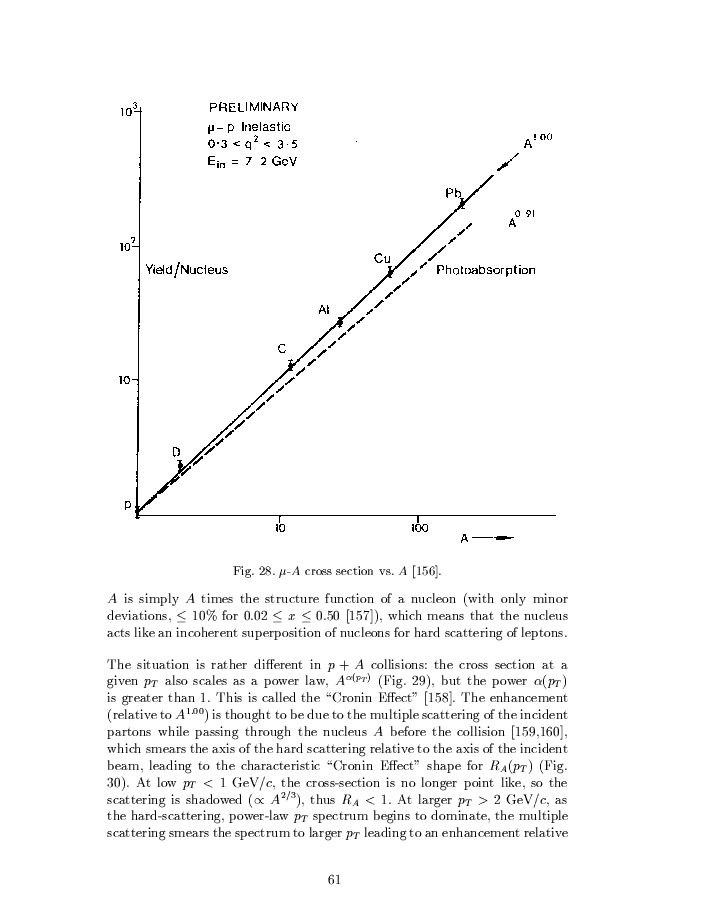 10³
PRELIMINARY
μ-p Inelastic
0·3 < q² < 3·5
E_in = 7 2 GeV
A^1 00
Pb
A^0 91
10²
Cu
Yield/Nucleus
Photoabsorption
Al
C
10
D
P
10
100
A
Fig. 28. μ-A cross section vs. A [156].
A is simply A times the structure function of a nucleon (with only minor
deviations, ≤ 10% for 0.02 ≤ x ≤ 0.50 [157]), which means that the nucleus
acts like an incoherent superposition of nucleons for hard scattering of leptons.
The situation is rather different in p + A collisions: the cross section at a
given p_T also scales as a power law, A^α(p_T) (Fig. 29), but the power α(p_T)
is greater than 1. This is called the “Cronin Effect” [158]. The enhancement
(relative to A^1.00) is thought to be due to the multiple scattering of the incident
partons while passing through the nucleus A before the collision [159,160],
which smears the axis of the hard scattering relative to the axis of the incident
beam, leading to the characteristic “Cronin Effect” shape for R_A(p_T) (Fig.
30). At low p_T < 1 GeV/c, the cross-section is no longer point like, so the
scattering is shadowed (∝ A^2/3), thus R_A < 1. At larger p_T > 2 GeV/c, as
the hard-scattering, power-law p_T spectrum begins to dominate, the multiple
scattering smears the spectrum to larger p_T leading to an enhancement relative
61